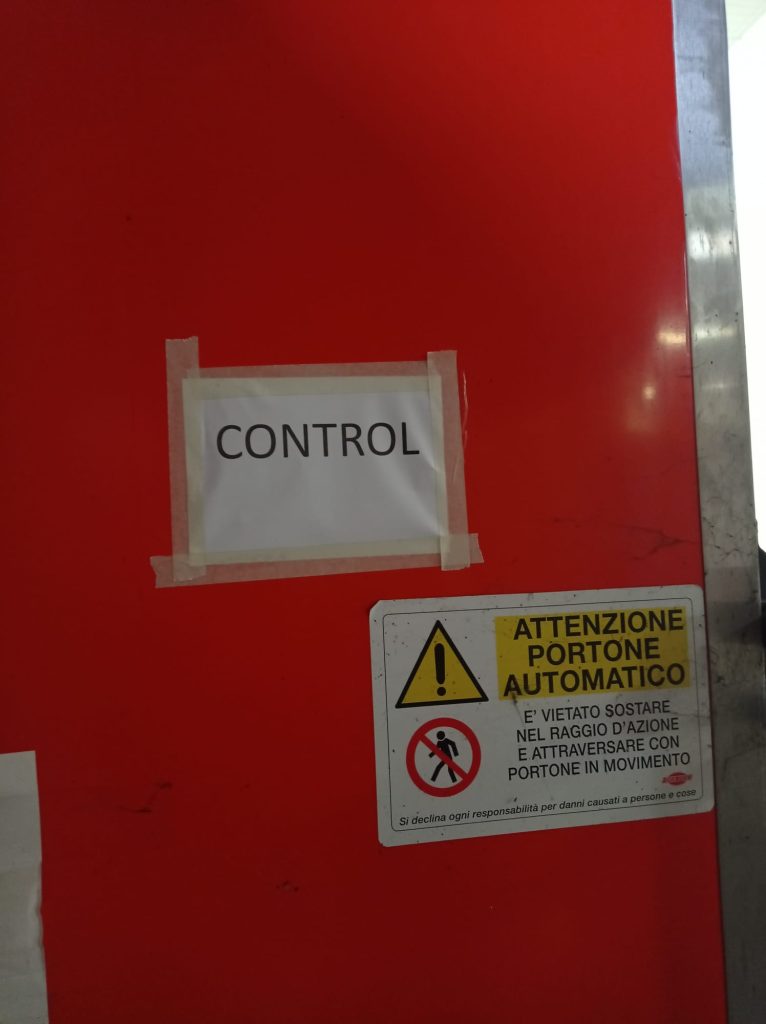 CONTROL
ATTENZIONE
PORTONE
AUTOMATICO
E' VIETATO SOSTARE
NEL RAGGIO D'AZIONE
E ATTRAVERSARE CON
PORTONE IN MOVIMENTO
Si declina ogni responsabilità per danni causati a persone e cose